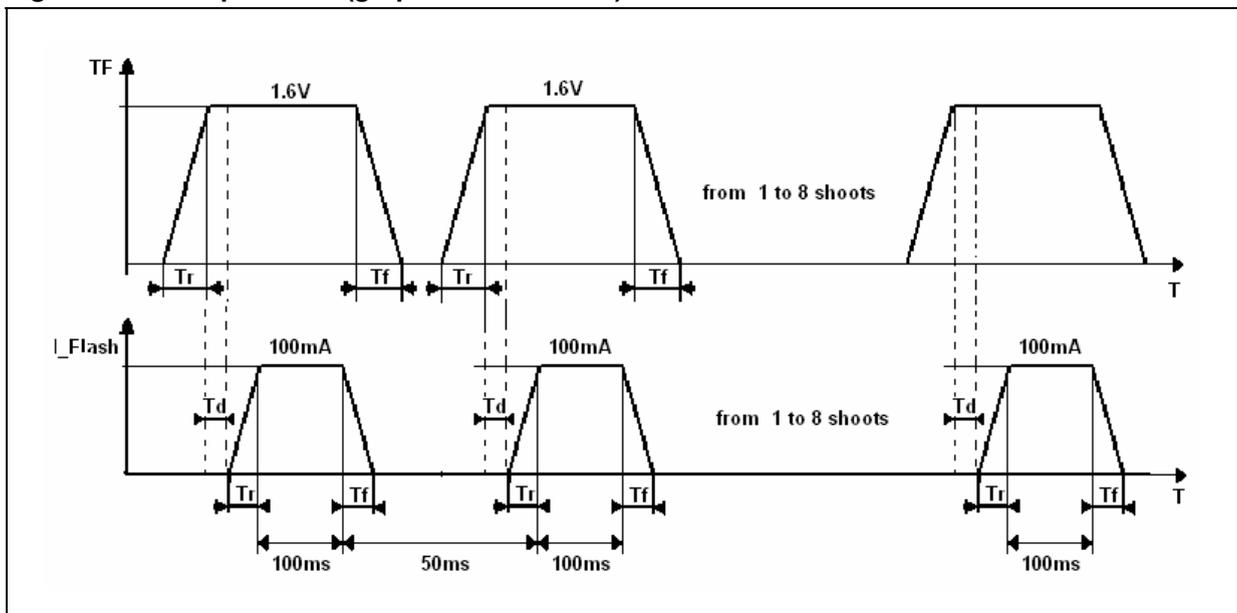 TF
1.6V
1.6V
from 1 to 8 shoots
Tr
Tf
Tr
Tf
T
I_Flash
100mA
100mA
100mA
Td
Td
from 1 to 8 shoots
Td
Tr
Tf
Tr
Tf
Tr
Tf
T
100ms
50ms
100ms
100ms